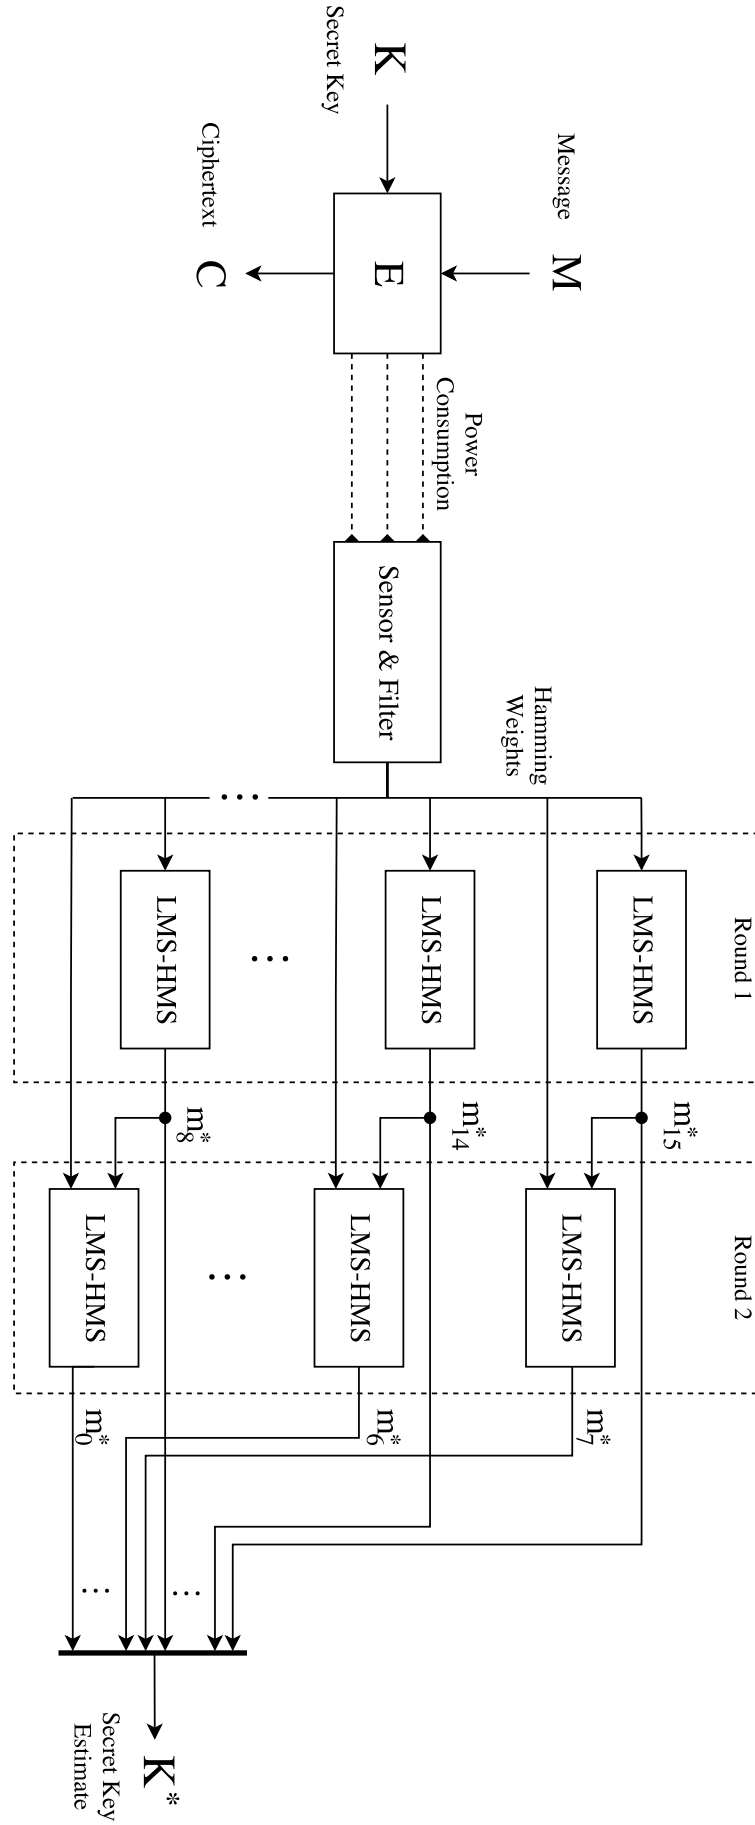 Message
M
K
Secret Key
E
C
Ciphertext
Power
Consumption
Sensor & Filter
Hamming
Weights
...
Round 1
LMS-HMS
LMS-HMS
...
LMS-HMS
m*15
m*14
m*8
Round 2
LMS-HMS
LMS-HMS
...
LMS-HMS
m*7
m*6
m*0
...
...
K*
Secret Key
Estimate